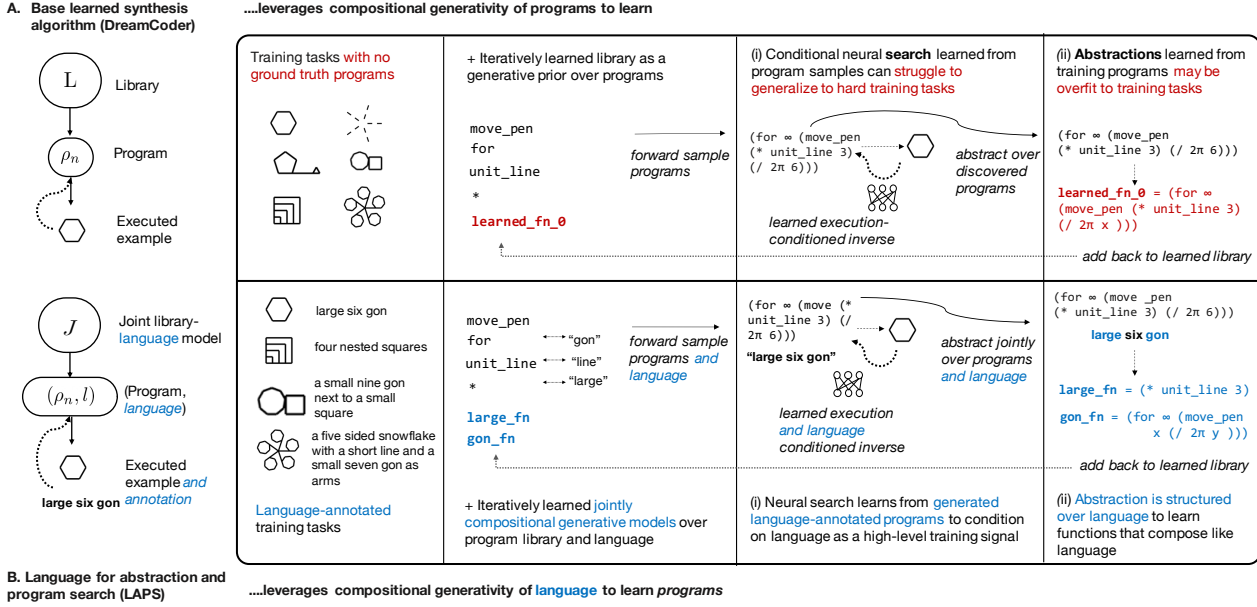 A. Base learned synthesis
algorithm (DreamCoder)
....leverages compositional generativity of programs to learn
L
Library
ρn
Program
Executed
example
Training tasks with no
ground truth programs
+ Iteratively learned library as a
generative prior over programs
move_pen
for
unit_line
*
learned_fn_0
forward sample
programs
(i) Conditional neural search learned from
program samples can struggle to
generalize to hard training tasks
(for ∞ (move_pen
(* unit_line 3)
(/ 2π 6)))
learned execution-
conditioned inverse
abstract over
discovered
programs
(ii) Abstractions learned from
training programs may be
overfit to training tasks
(for ∞ (move_pen
(* unit_line 3) (/ 2π 6)))
learned_fn_0 = (for ∞
(move_pen (* unit_line 3)
(/ 2π x )))
add back to learned library
J
Joint library-
language model
(ρn, l)
(Program,
language)
Executed
example and
annotation
large six gon
large six gon
four nested squares
a small nine gon
next to a small
square
a five sided snowflake
with a short line and a
small seven gon as
arms
Language-annotated
training tasks
move_pen
for
unit_line
*
"gon"
"line"
"large"
large_fn
gon_fn
forward sample
programs and
language
+ Iteratively learned jointly
compositional generative models over
program library and language
(for ∞ (move (*
unit_line 3) (/
2π 6)))
"large six gon"
learned execution
and language
conditioned inverse
abstract jointly
over programs
and language
(i) Neural search learns from generated
language-annotated programs to condition
on language as a high-level training signal
(for ∞ (move _pen
(* unit_line 3) (/ 2π 6)))
large six gon
large_fn = (* unit_line 3)
gon_fn = (for ∞ (move_pen
x (/ 2π y )))
add back to learned library
(ii) Abstraction is structured
over language to learn
functions that compose like
language
B. Language for abstraction and
program search (LAPS)
....leverages compositional generativity of language to learn programs